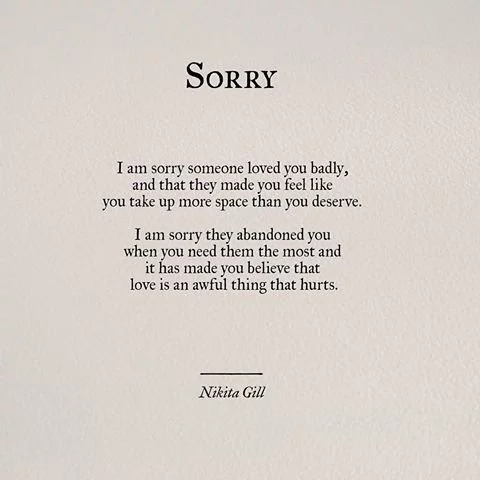 Sorry
I am sorry someone loved you badly,
and that they made you feel like
you take up more space than you deserve.
I am sorry they abandoned you
when you need them the most and
it has made you believe that
love is an awful thing that hurts.
Nikita Gill